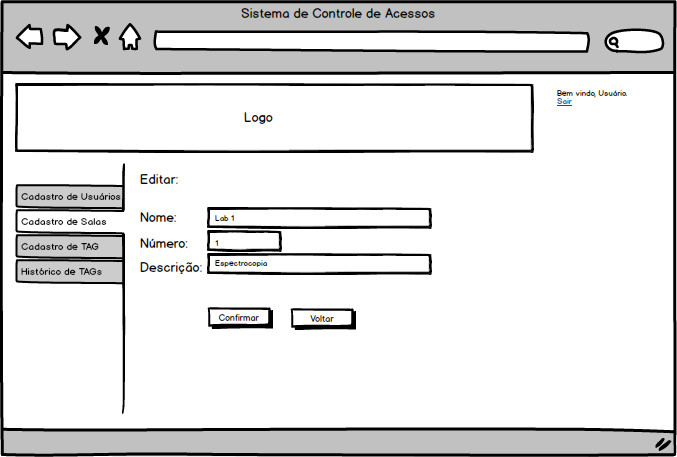 Sistema de Controle de Acessos
Bem vindo, Usuário.
Sair
Logo
Cadastro de Usuários
Cadastro de Salas
Cadastro de TAG
Histórico de TAGs
Editar:
Nome: Lab 1
Número: 1
Descrição: Espectrocopia
Confirmar Voltar